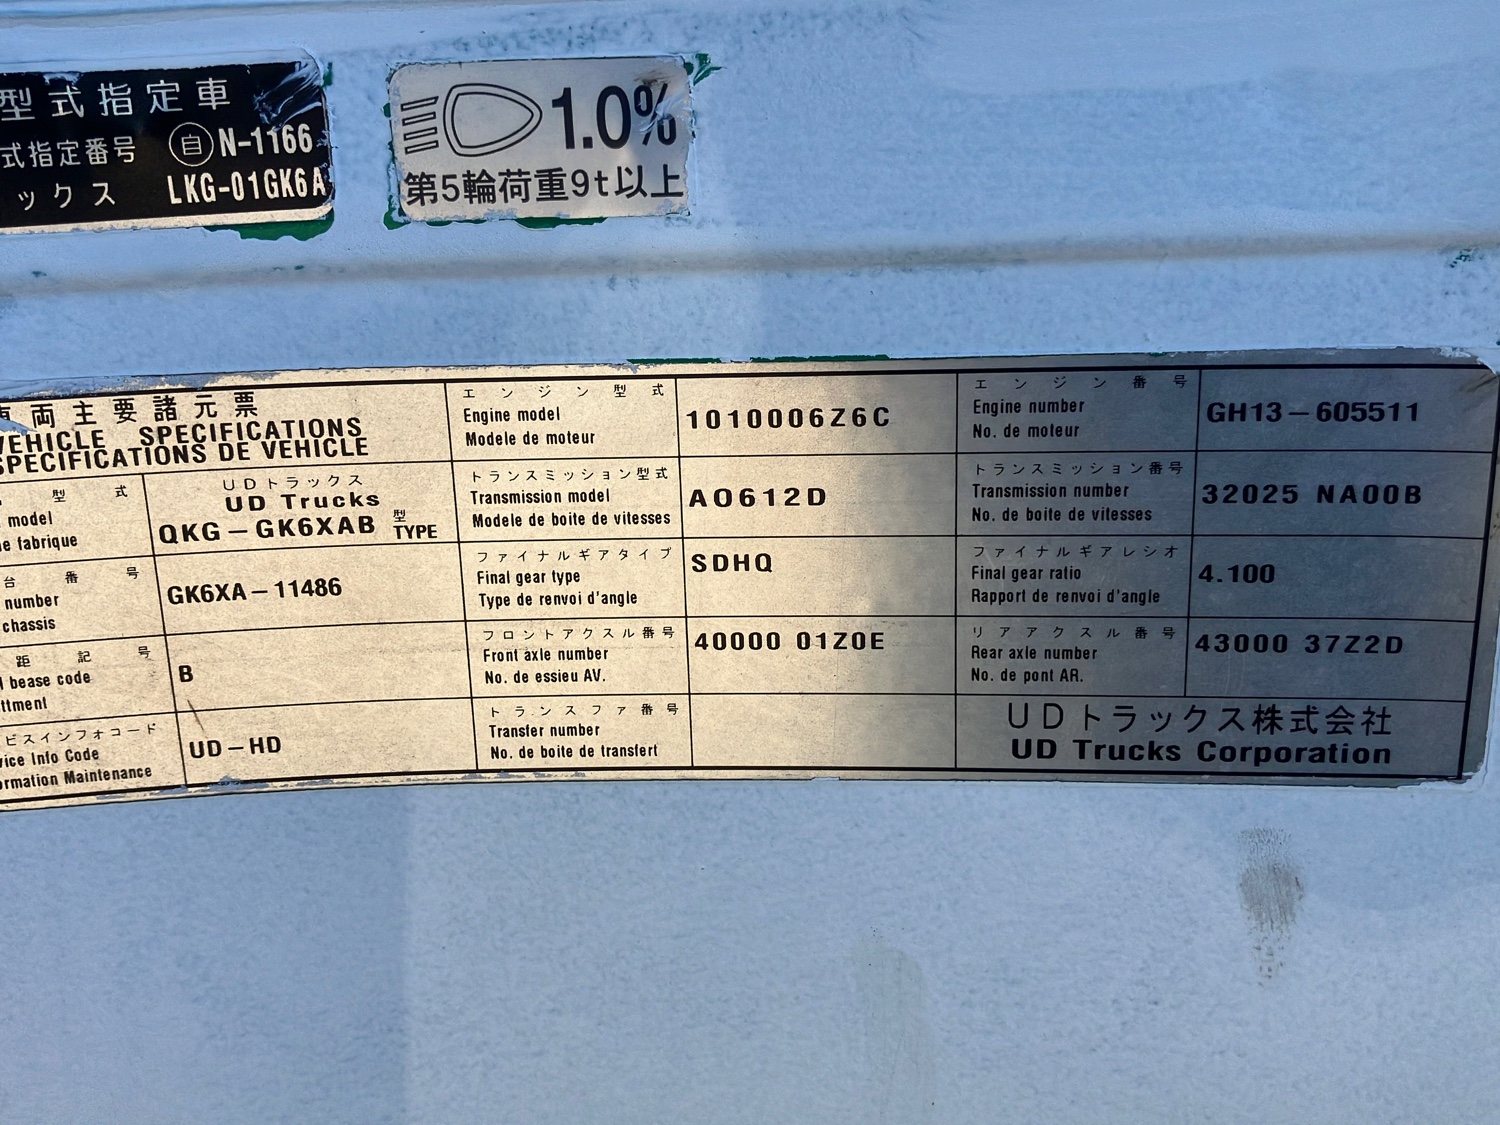 型式指定車
式指定番号 自 N-1166
ックス LKG-01GK6A
1.0%
第5輪荷重9t以上
両主要諸元票
VEHICLE SPECIFICATIONS
SPECIFICATIONS DE VEHICLE
型式
model
fabrique
UDトラックス
UD Trucks
QKG-GK6XAB 型 TYPE
台番号
number
chassis
GK6XA-11486
距記号
bease code
ttment
B
ビスインフォコード
vice Info Code
ormation Maintenance
UD-HD
エンジン型式
Engine model
Modele de moteur
1010006Z6C
エンジン番号
Engine number
No. de moteur
GH13-605511
トランスミッション型式
Transmission model
Modele de boite de vitesses
AO612D
トランスミッション番号
Transmission number
No. de boite de vitesses
32025 NA00B
ファイナルギアタイプ
Final gear type
Type de renvoi d'angle
SDHQ
ファイナルギアレシオ
Final gear ratio
Rapport de renvoi d'angle
4.100
フロントアクスル番号
Front axle number
No. de essieu AV.
40000 01Z0E
リアアクスル番号
Rear axle number
No. de pont AR.
43000 37Z2D
トランスファ番号
Transfer number
No. de boite de transfert
UDトラックス株式会社
UD Trucks Corporation